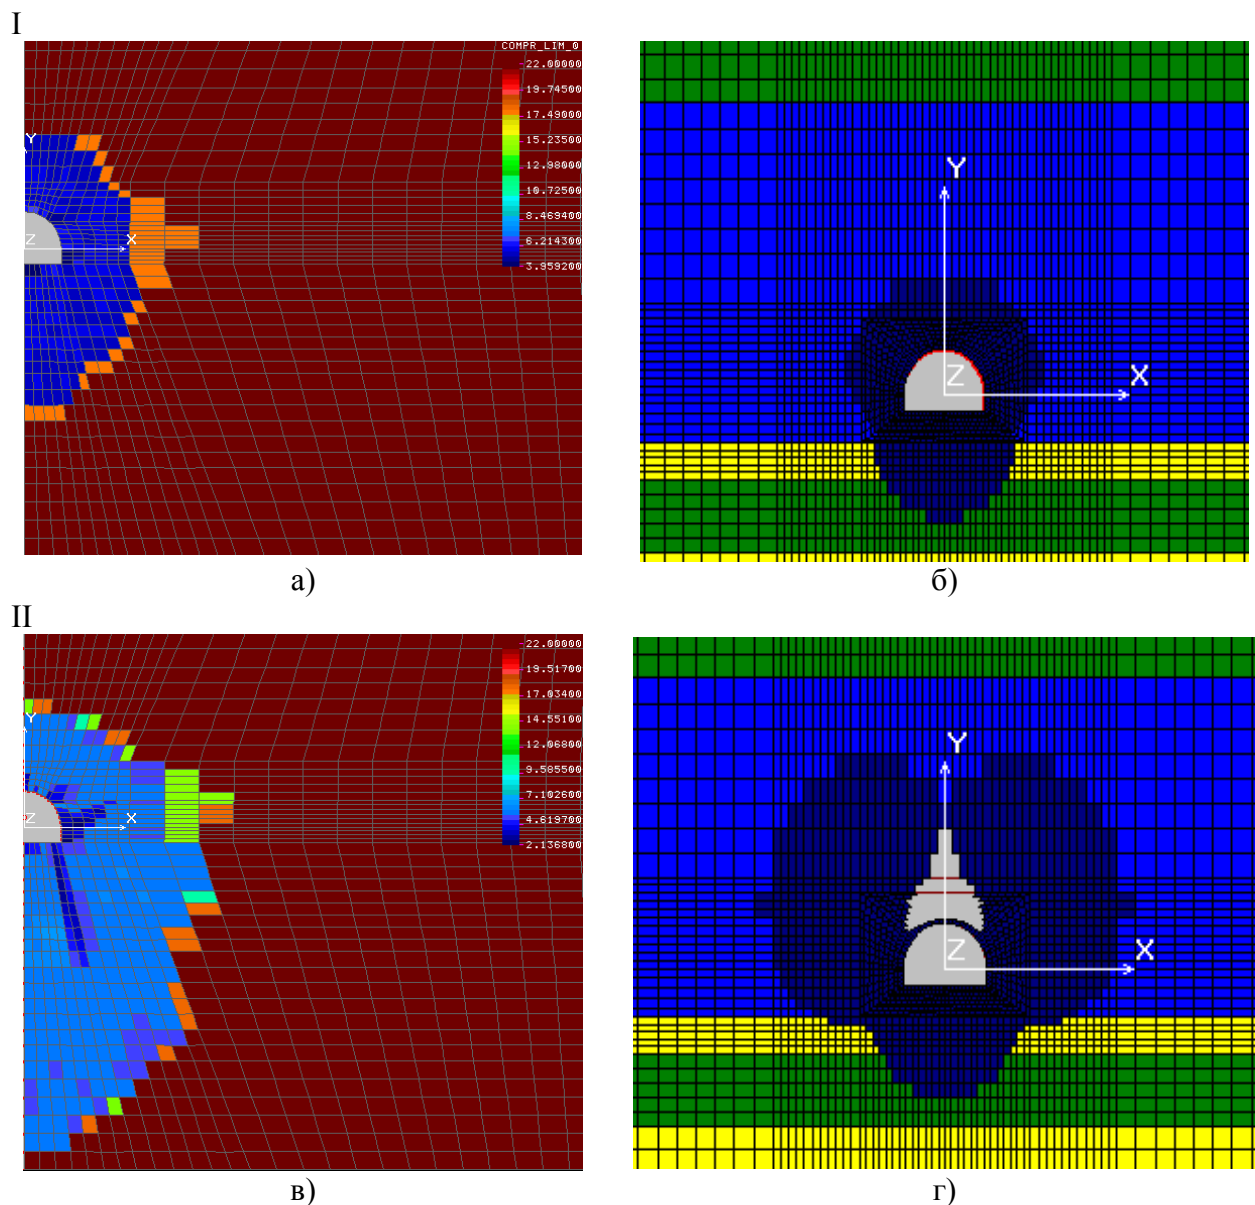 I
COMPR_LIM_0
22.00000
19.74500
17.49000
15.23500
12.98000
10.72500
8.469400
6.214300
3.959200
Y
Z
X
Y
Z
X
а)
б)
II
22.00000
19.51700
17.03400
14.55100
12.06800
9.585500
7.102600
4.619700
2.136800
Y
Z
X
Y
Z
X
в)
г)